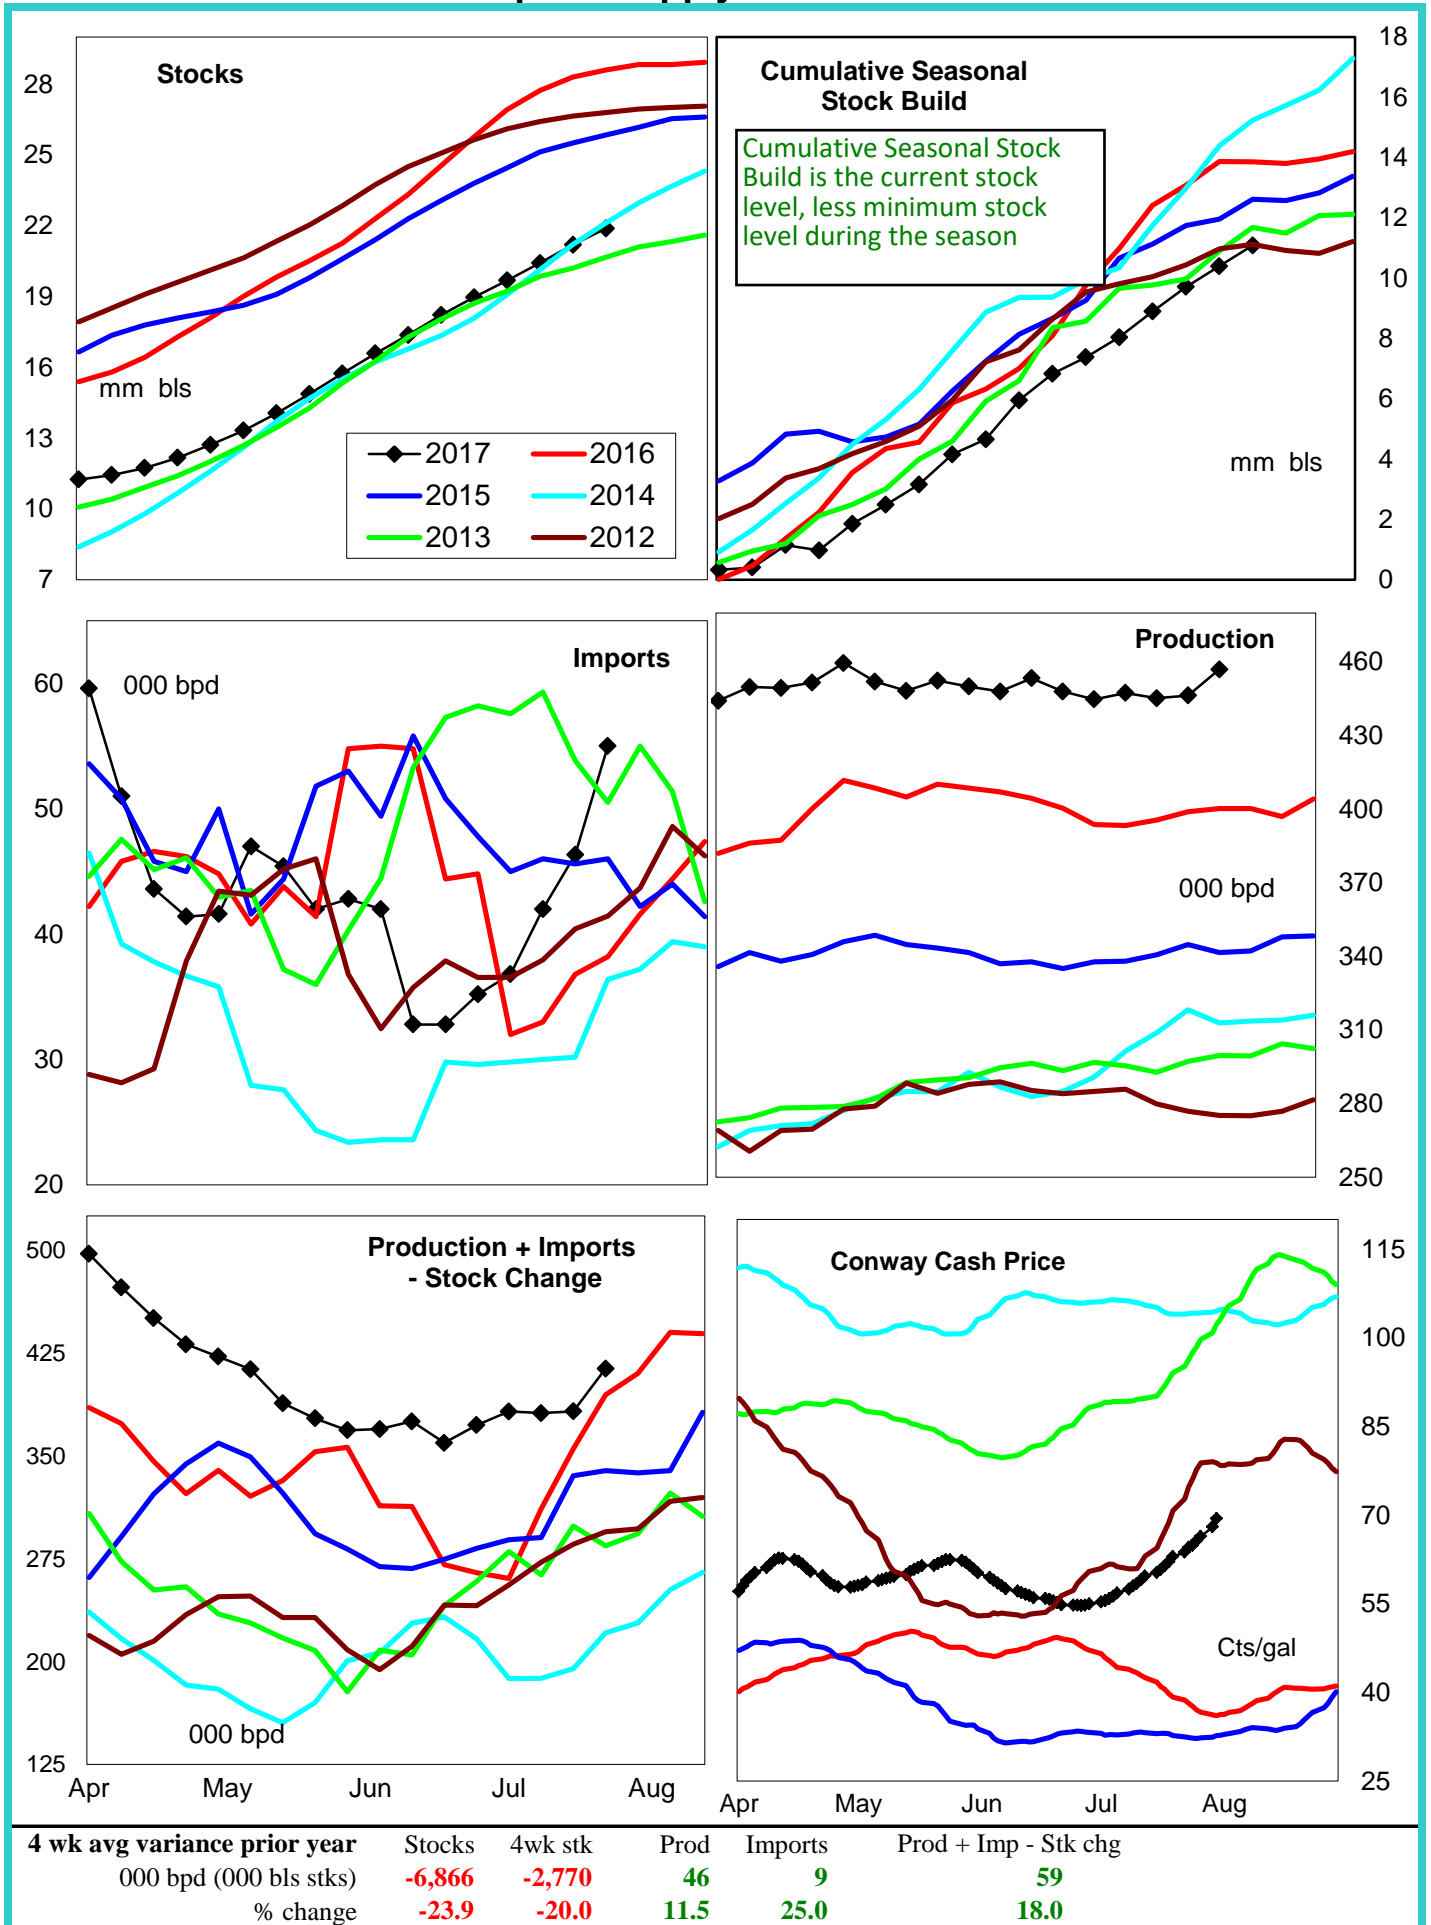 Stocks
28
25
22
19
16
13
10
7
mm bls
2017
2016
2015
2014
2013
2012
Cumulative Seasonal
Stock Build
Cumulative Seasonal Stock
Build is the current stock
level, less minimum stock
level during the season
18
16
14
12
10
8
6
4
2
0
mm bls
Imports
000 bpd
60
50
40
30
20
Production
460
430
400
370
340
310
280
250
000 bpd
Production + Imports
- Stock Change
500
425
350
275
200
125
000 bpd
Apr May Jun Jul Aug
Conway Cash Price
115
100
85
70
55
40
25
Cts/gal
Apr May Jun Jul Aug
4 wk avg variance prior year Stocks 4wk stk Prod Imports Prod + Imp - Stk chg
000 bpd (000 bls stks) -6,866 -2,770 46 9 59
% change -23.9 -20.0 11.5 25.0 18.0